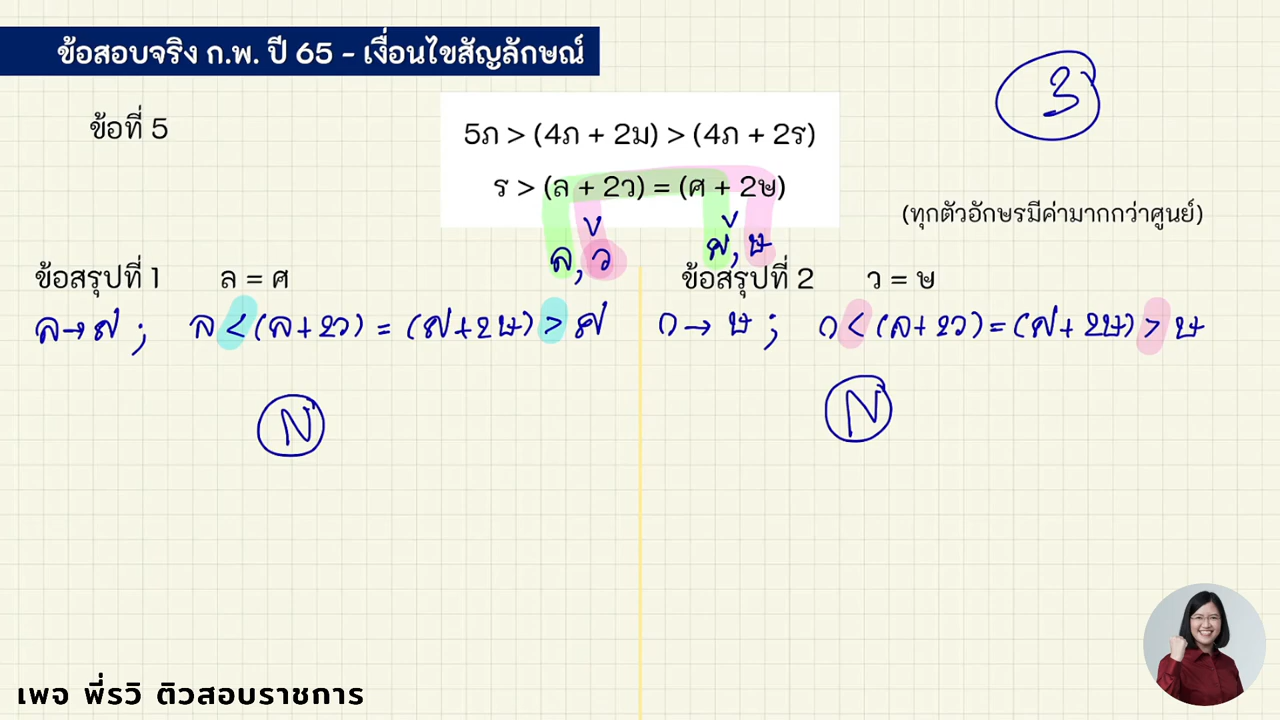 ข้อสอบจริง ก.พ. ปี 65 - เงื่อนไขสัญลักษณ์
3
ข้อที่ 5
5ภ > (4ภ + 2ม) > (4ภ + 2ร)
ร > (ล + 2ว) = (ศ + 2ษ)
(ทุกตัวอักษรมีค่ามากกว่าศูนย์)
ล, ว
ศ, ษ
ข้อสรุปที่ 1 ล = ศ
ล → ศ ; ล < (ล + 2ว) = (ศ + 2ษ) > ศ
N
ข้อสรุปที่ 2 ว = ษ
ว → ษ ; ว < (ล + 2ว) = (ศ + 2ษ) > ษ
N
เพจ พี่รวิ ติวสอบราชการ